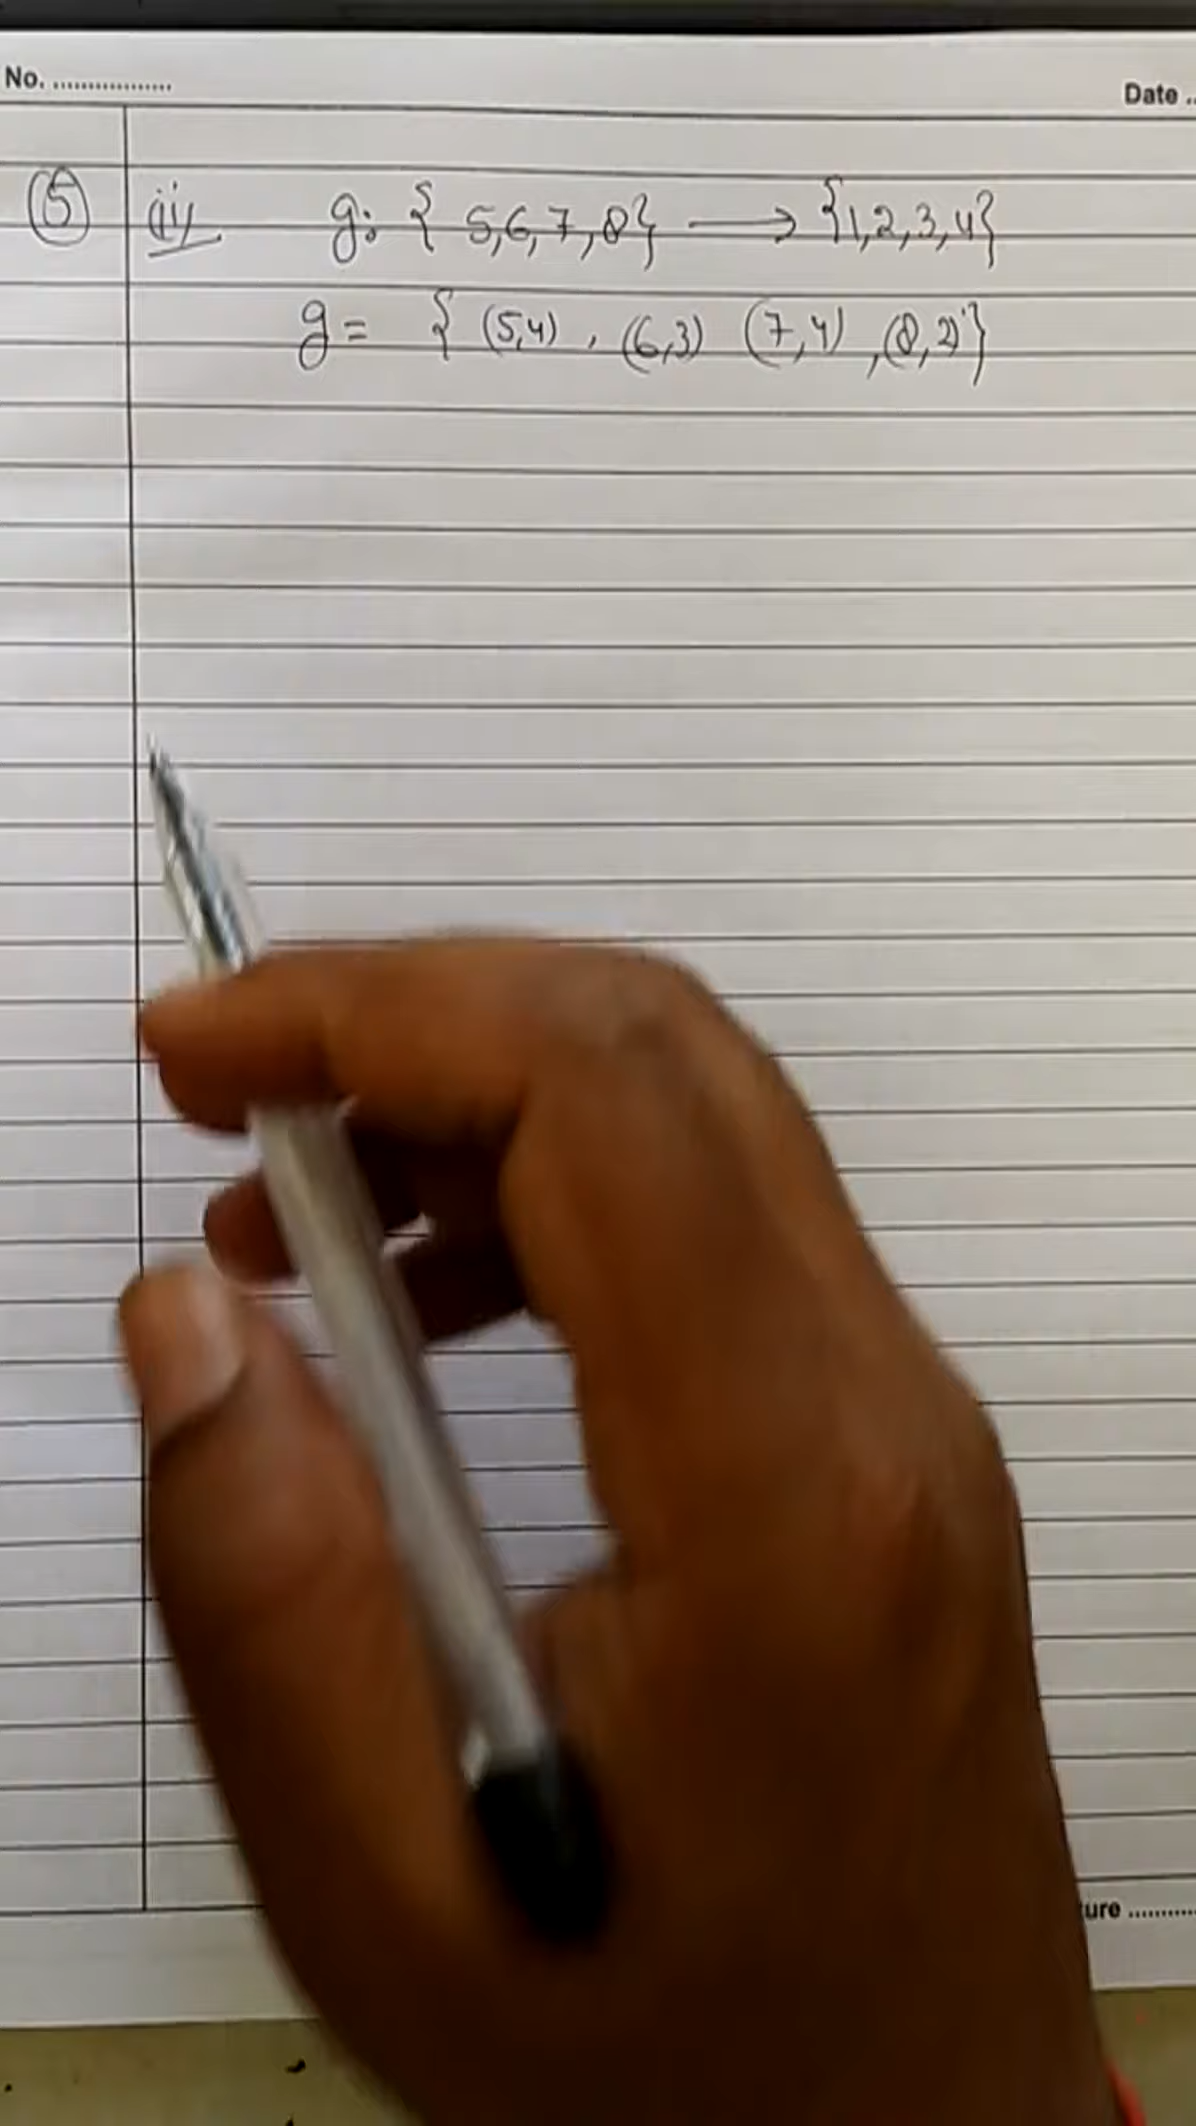 No. .................
Date ..
5 (ii) g: { 5,6,7,8} ⟶ {1,2,3,4}
g = { (5,4) , (6,3) (7,4) ,(8,2)}
ure ..........